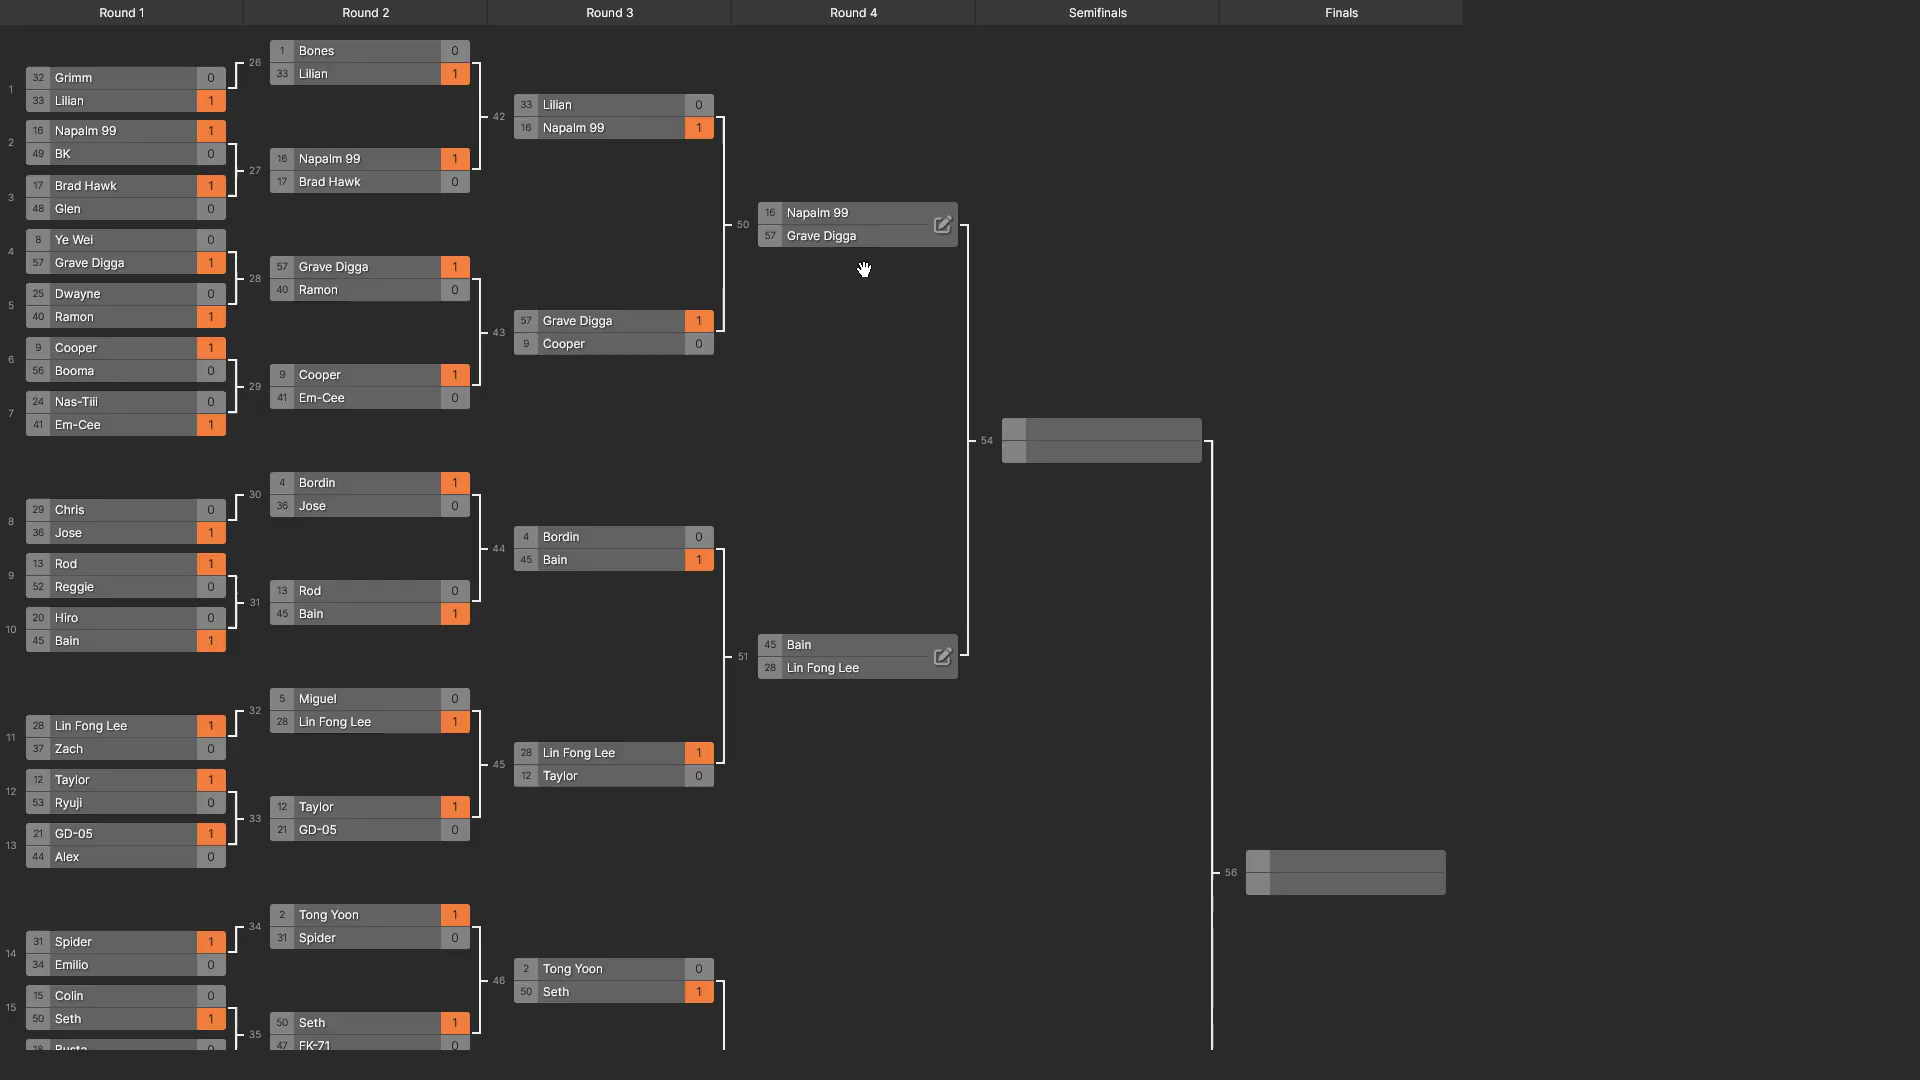 Round 1
Round 2
Round 3
Round 4
Semifinals
Finals
1
32 Grimm 0
33 Lilian 1
2
16 Napalm 99 1
49 BK 0
3
17 Brad Hawk 1
48 Glen 0
4
8 Ye Wei 0
57 Grave Digga 1
5
25 Dwayne 0
40 Ramon 1
6
9 Cooper 1
56 Booma 0
7
24 Nas-Tiii 0
41 Em-Cee 1
8
29 Chris 0
36 Jose 1
9
13 Rod 1
52 Reggie 0
10
20 Hiro 0
45 Bain 1
11
28 Lin Fong Lee 1
37 Zach 0
12
12 Taylor 1
53 Ryuji 0
13
21 GD-05 1
44 Alex 0
14
31 Spider 1
34 Emilio 0
15
15 Colin 0
50 Seth 1
26
1 Bones 0
33 Lilian 1
27
16 Napalm 99 1
17 Brad Hawk 0
28
57 Grave Digga 1
40 Ramon 0
29
9 Cooper 1
41 Em-Cee 0
30
4 Bordin 1
36 Jose 0
31
13 Rod 0
45 Bain 1
32
5 Miguel 0
28 Lin Fong Lee 1
33
12 Taylor 1
21 GD-05 0
34
2 Tong Yoon 1
31 Spider 0
35
50 Seth 1
47 FK-71 0
42
33 Lilian 0
16 Napalm 99 1
43
57 Grave Digga 1
9 Cooper 0
44
4 Bordin 0
45 Bain 1
45
28 Lin Fong Lee 1
12 Taylor 0
46
2 Tong Yoon 0
50 Seth 1
50
16 Napalm 99
57 Grave Digga
51
45 Bain
28 Lin Fong Lee
54
56